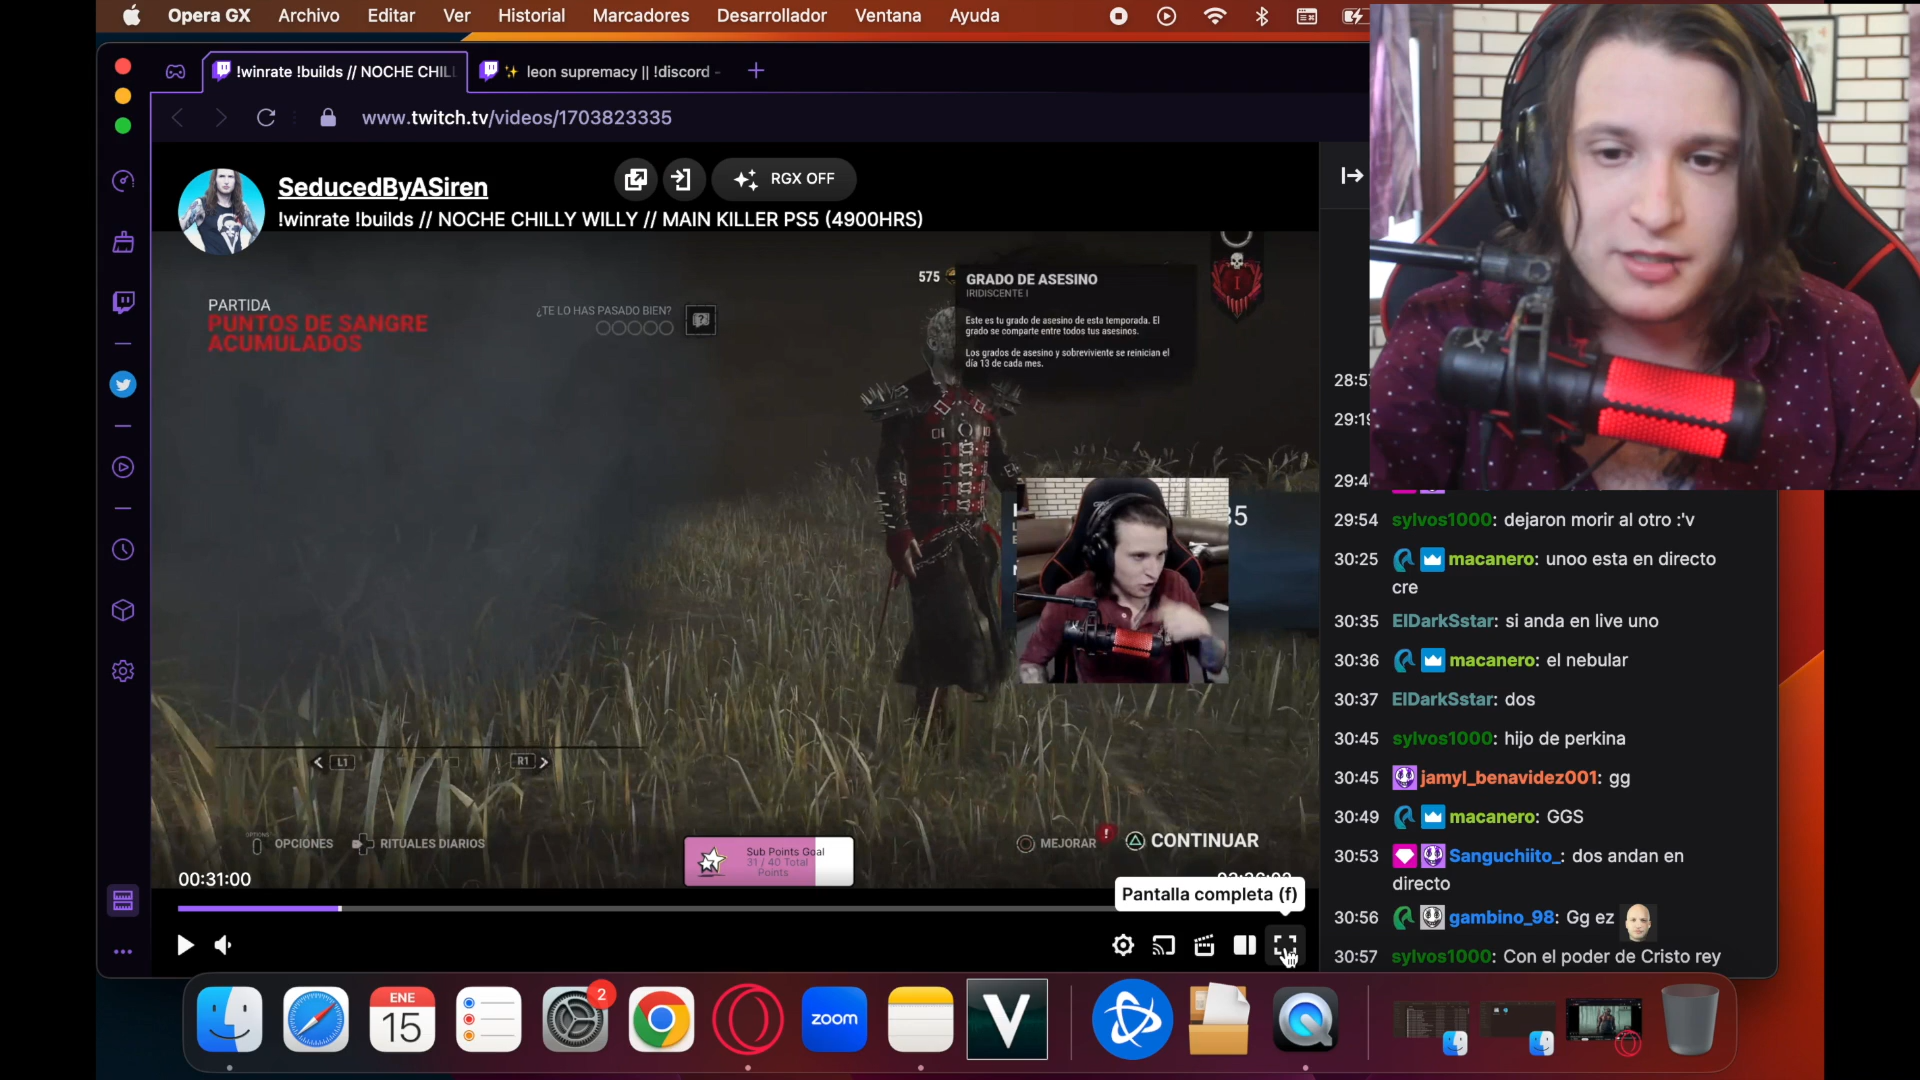 Opera GX Archivo Editar Ver Historial Marcadores Desarrollador Ventana Ayuda
!winrate !builds // NOCHE CHILL
leon supremacy || !discord -
www.twitch.tv/videos/1703823335
SeducedByASiren
RGX OFF
!winrate !builds // NOCHE CHILLY WILLY // MAIN KILLER PS5 (4900HRS)
575
GRADO DE ASESINO
IRIDISCENTE I
Este es tu grado de asesino de esta temporada. El
grado se comparte entre todos tus asesinos.
Los grados de asesino y sobreviviente se reinician el
día 13 de cada mes.
I
PARTIDA
PUNTOS DE SANGRE
ACUMULADOS
¿TE LO HAS PASADO BIEN?
28:5
29:19
29:4
29:54 sylvos1000: dejaron morir al otro :'v
30:25 macanero: unoo esta en directo
cre
30:35 ElDarkSstar: si anda en live uno
30:36 macanero: el nebular
30:37 ElDarkSstar: dos
30:45 sylvos1000: hijo de perkina
30:45 jamyl_benavidez001: gg
30:49 macanero: GGS
30:53 Sanguchiito_: dos andan en
directo
30:56 gambino_98: Gg ez
30:57 sylvos1000: Con el poder de Cristo rey
L1
R1
OPTIONS
OPCIONES
RITUALES DIARIOS
MEJORAR
!
CONTINUAR
Sub Points Goal
31 / 40 Total
Points
00:31:00
Pantalla completa (f)
ENE
15
2
zoom
V